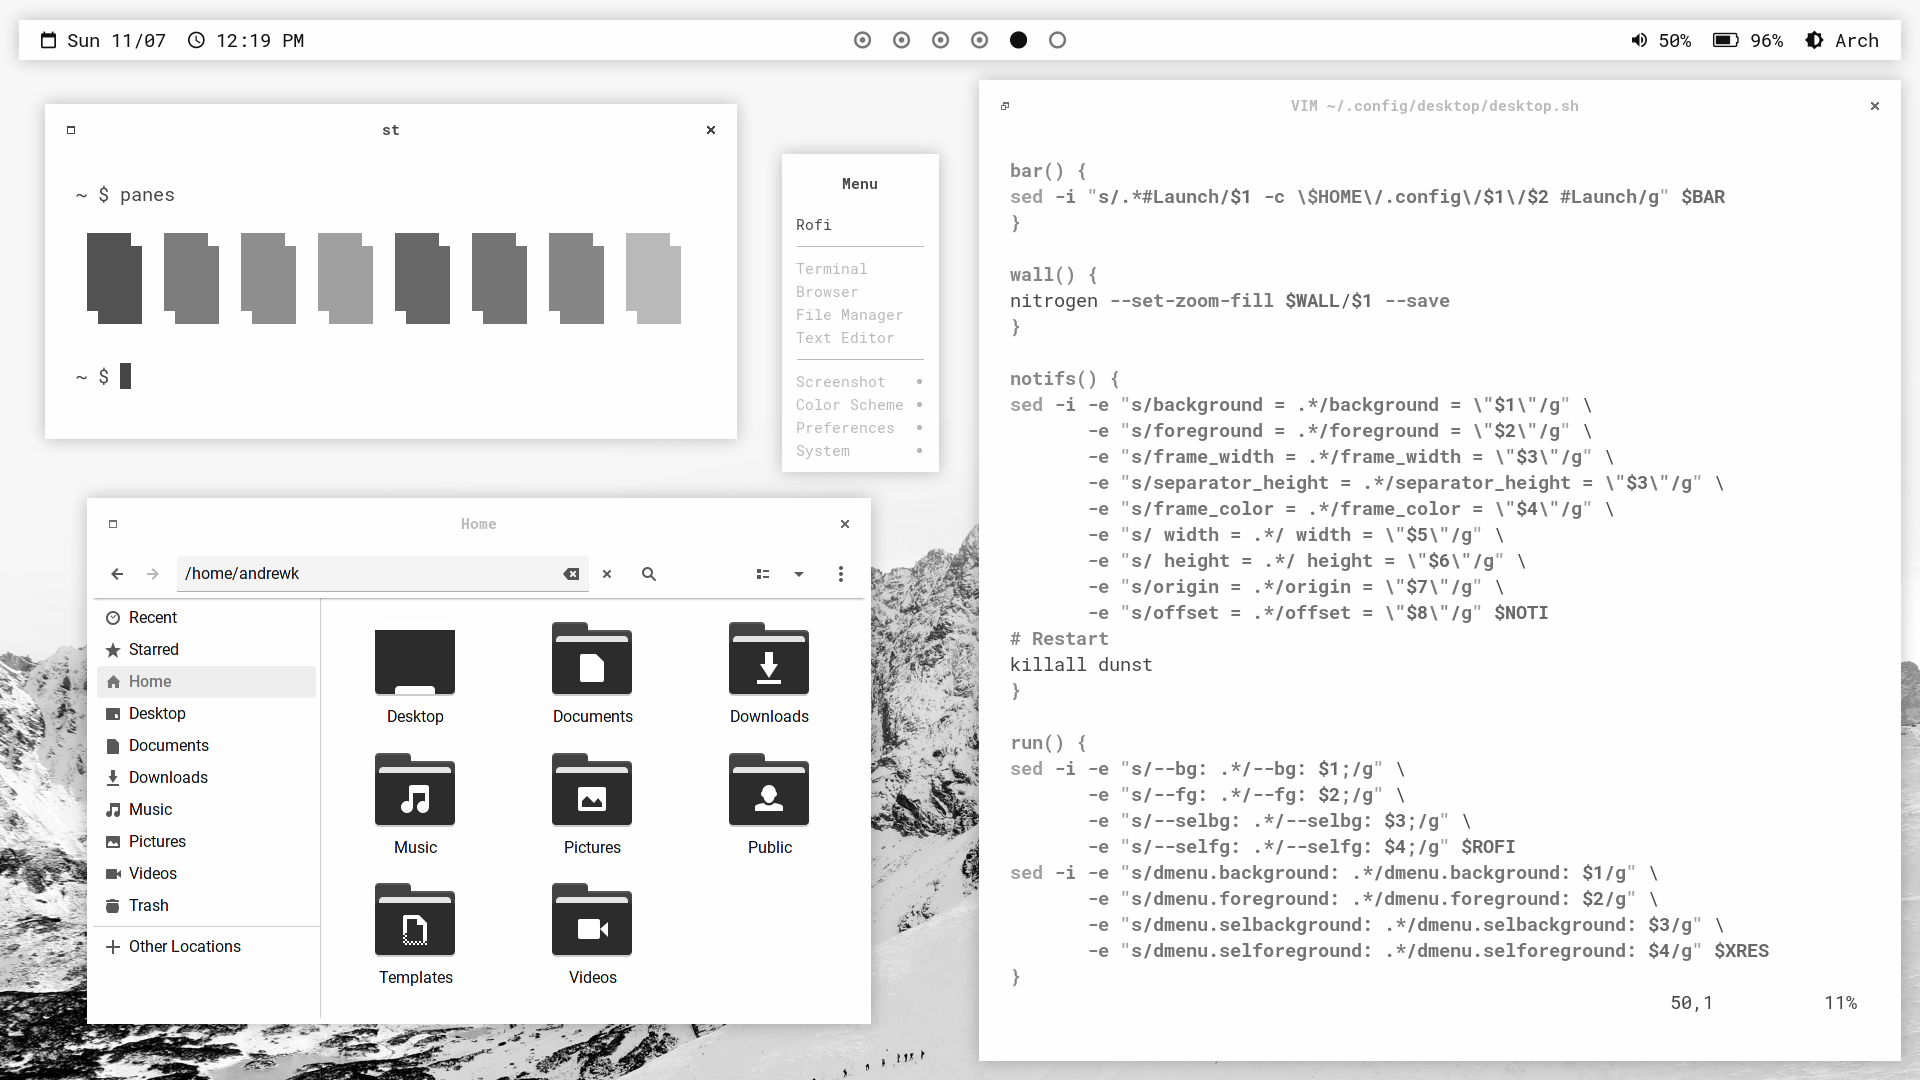 Sun 11/07 12:19 PM 50% 96% Arch
st
~ $ panes
~ $
Menu
Rofi
Terminal
Browser
File Manager
Text Editor
Screenshot •
Color Scheme •
Preferences •
System •
Home
/home/andrewk
Recent
Starred
Home
Desktop
Documents
Downloads
Music
Pictures
Videos
Trash
Other Locations
Desktop Documents Downloads
Music Pictures Public
Templates Videos
VIM ~/.config/desktop/desktop.sh
bar() {
sed -i "s/.*#Launch/$1 -c \$HOME\/.config\/$1\/$2 #Launch/g" $BAR
}
wall() {
nitrogen --set-zoom-fill $WALL/$1 --save
}
notifs() {
sed -i -e "s/background = .*/background = \"$1\"/g" \
-e "s/foreground = .*/foreground = \"$2\"/g" \
-e "s/frame_width = .*/frame_width = \"$3\"/g" \
-e "s/separator_height = .*/separator_height = \"$3\"/g" \
-e "s/frame_color = .*/frame_color = \"$4\"/g" \
-e "s/ width = .*/ width = \"$5\"/g" \
-e "s/ height = .*/ height = \"$6\"/g" \
-e "s/origin = .*/origin = \"$7\"/g" \
-e "s/offset = .*/offset = \"$8\"/g" $NOTI
# Restart
killall dunst
}
run() {
sed -i -e "s/--bg: .*/--bg: $1;/g" \
-e "s/--fg: .*/--fg: $2;/g" \
-e "s/--selbg: .*/--selbg: $3;/g" \
-e "s/--selfg: .*/--selfg: $4;/g" $ROFI
sed -i -e "s/dmenu.background: .*/dmenu.background: $1/g" \
-e "s/dmenu.foreground: .*/dmenu.foreground: $2/g" \
-e "s/dmenu.selbackground: .*/dmenu.selbackground: $3/g" \
-e "s/dmenu.selforeground: .*/dmenu.selforeground: $4/g" $XRES
}
50,1 11%